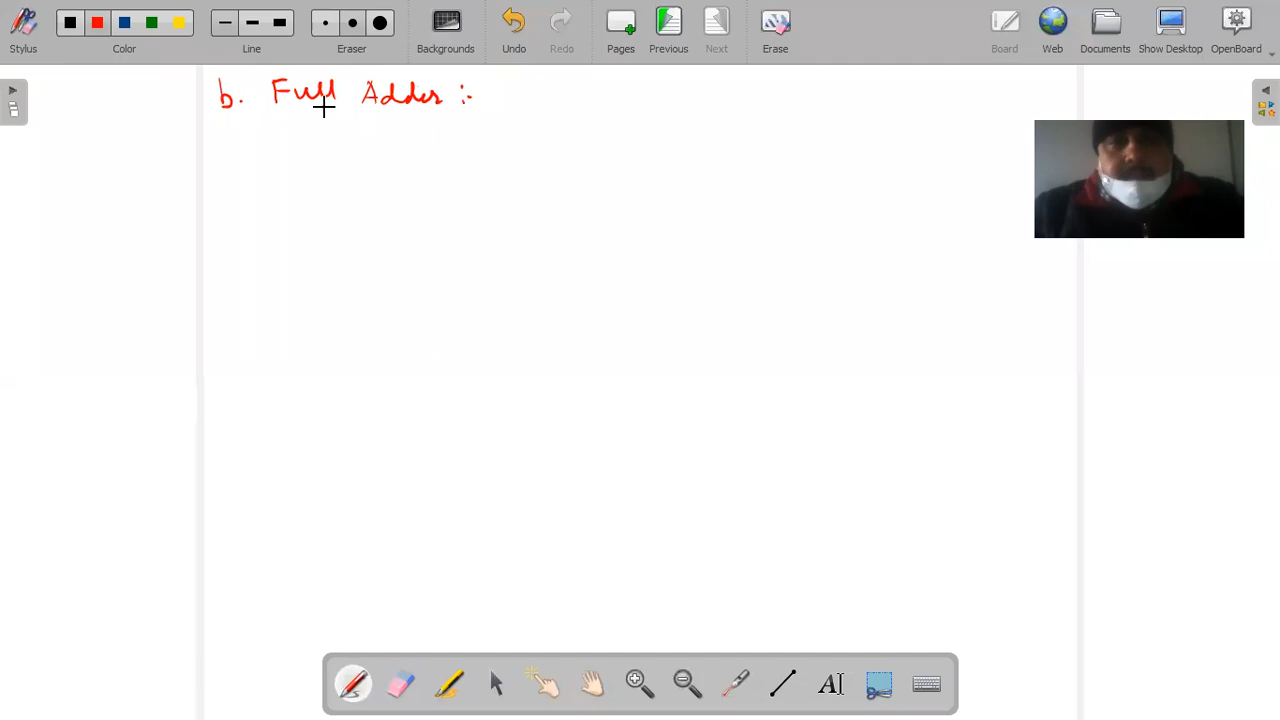 Stylus
Color
Line
Eraser
Backgrounds
Undo
Redo
Pages
Previous
Next
Erase
Board
Web
Documents
Show Desktop
OpenBoard
b. Full Adder :-
A